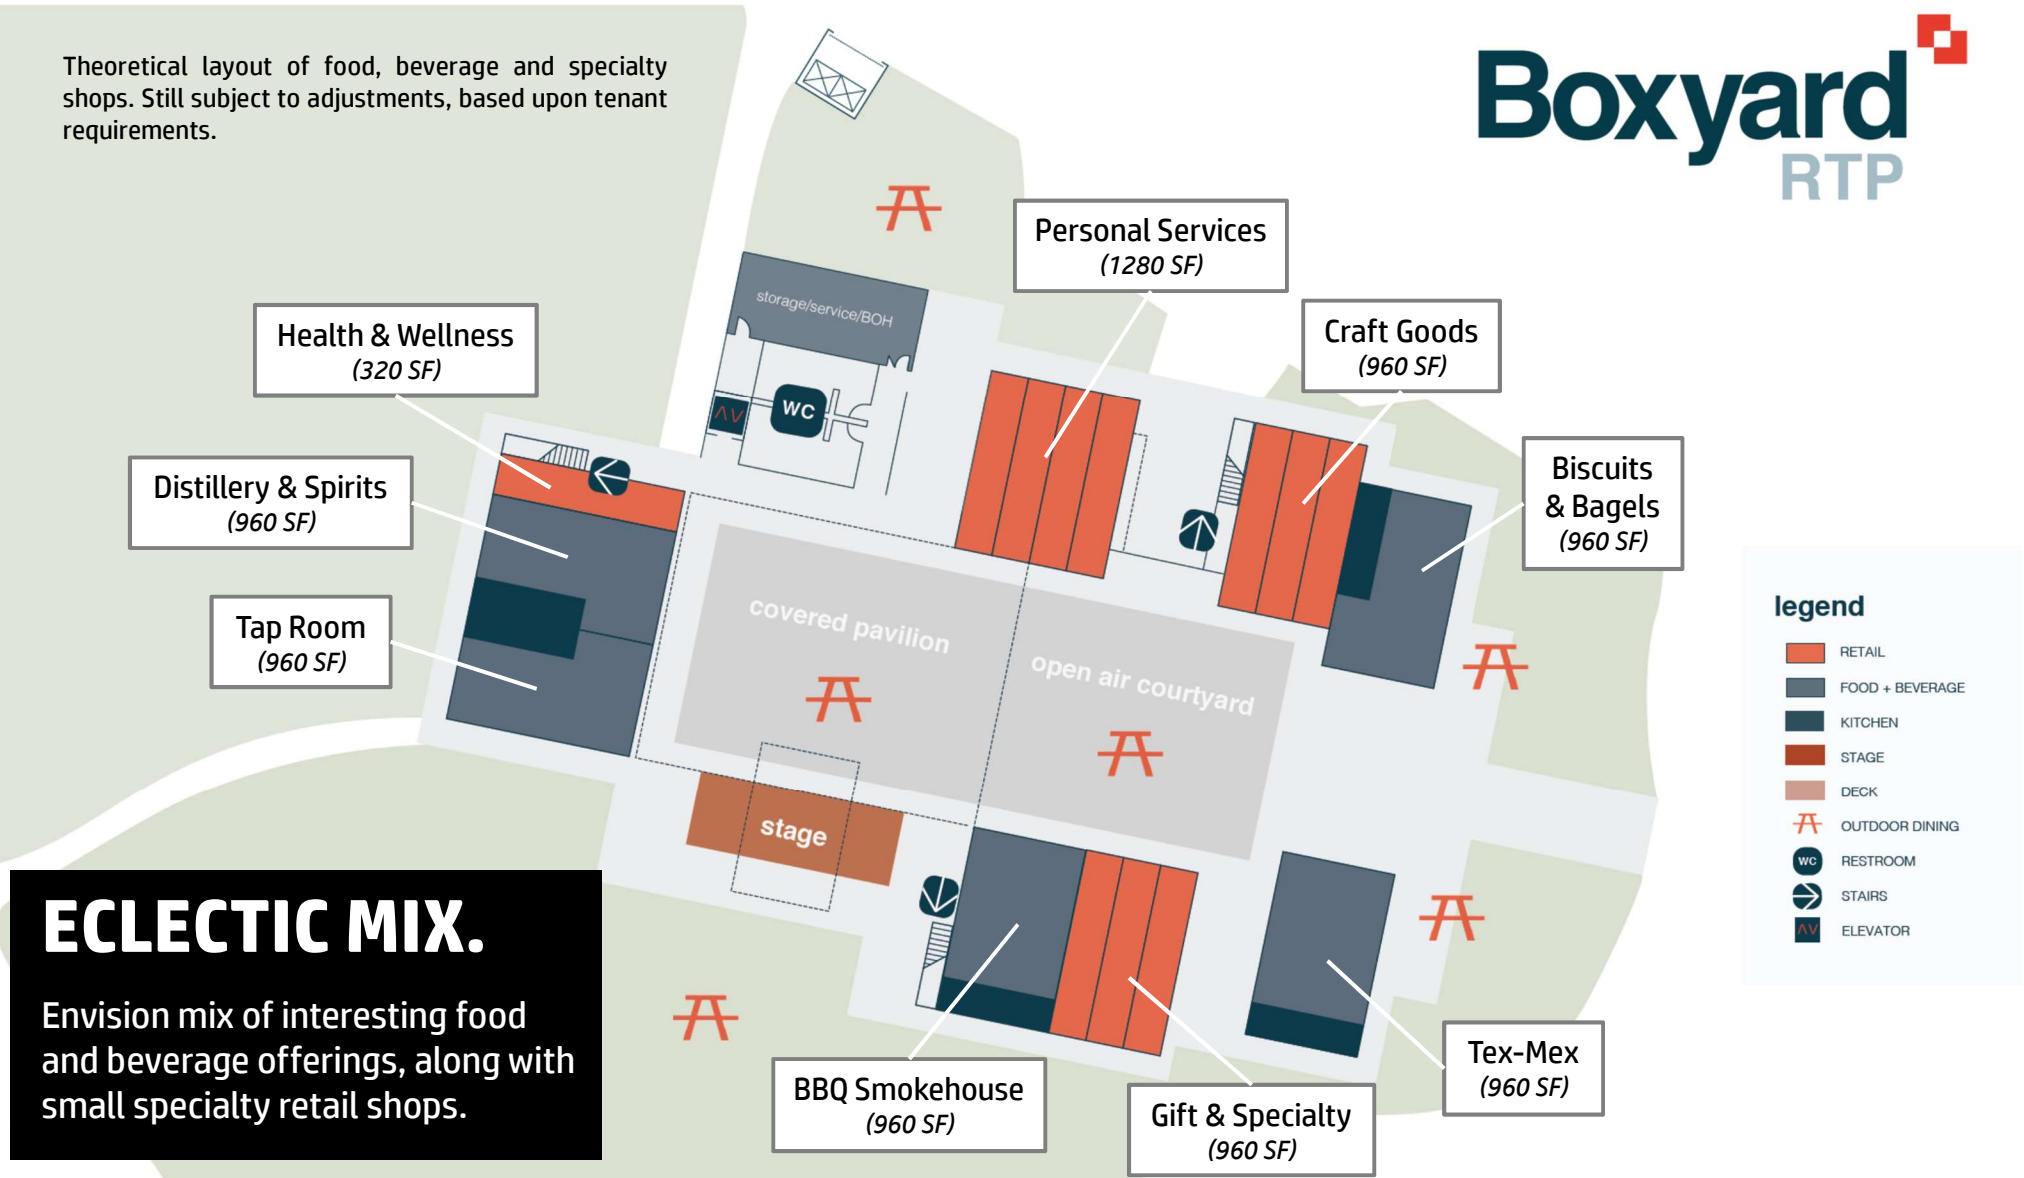 Theoretical layout of food, beverage and specialty
shops. Still subject to adjustments, based upon tenant
requirements.
Boxyard
RTP
Personal Services
(1280 SF)
storage/service/BOH
Health & Wellness
(320 SF)
Craft Goods
(960 SF)
WC
Biscuits
& Bagels
(960 SF)
Distillery & Spirits
(960 SF)
Tap Room
(960 SF)
covered pavilion
open air courtyard
stage
legend
RETAIL
FOOD + BEVERAGE
KITCHEN
STAGE
DECK
OUTDOOR DINING
WC RESTROOM
STAIRS
ELEVATOR
ECLECTIC MIX.
Envision mix of interesting food
and beverage offerings, along with
small specialty retail shops.
BBQ Smokehouse
(960 SF)
Gift & Specialty
(960 SF)
Tex-Mex
(960 SF)